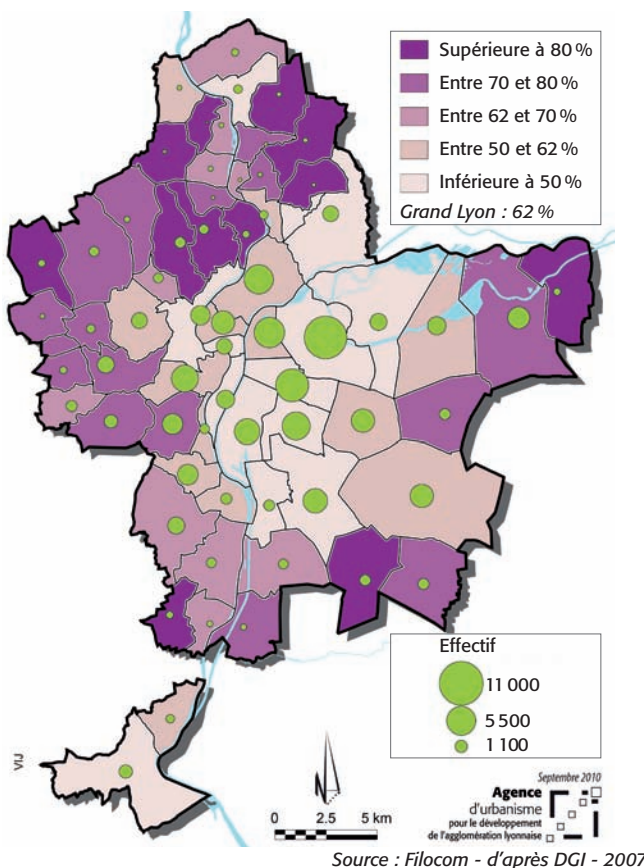 Supérieure à 80 %
Entre 70 et 80 %
Entre 62 et 70 %
Entre 50 et 62 %
Inférieure à 50 %
Grand Lyon : 62 %
Effectif
11 000
5 500
1 100
VIJ
0 2.5 5 km
Septembre 2010
Agence
d'urbanisme
pour le développement
de l'agglomération lyonnaise
Source : Filocom - d'après DGI - 2007